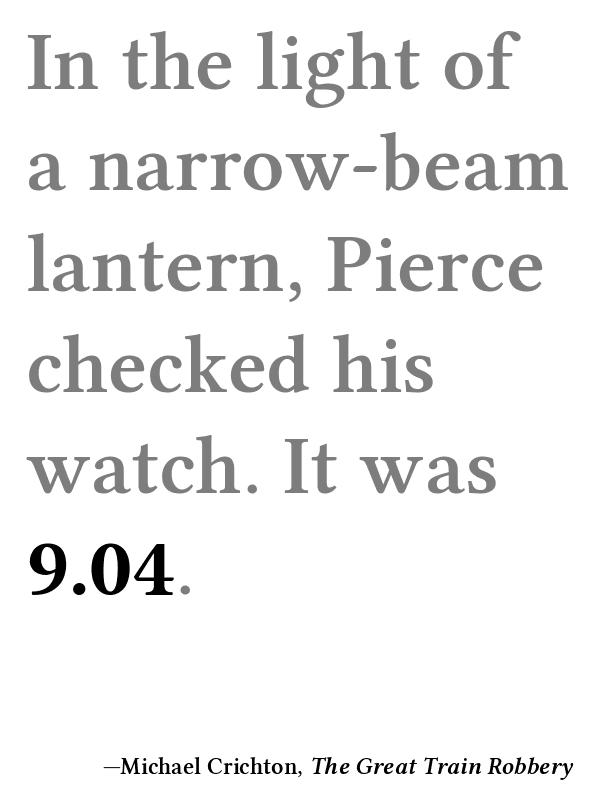 In the light of
a narrow-beam
lantern, Pierce
checked his
watch. It was
9.04.
—Michael Crichton, The Great Train Robbery